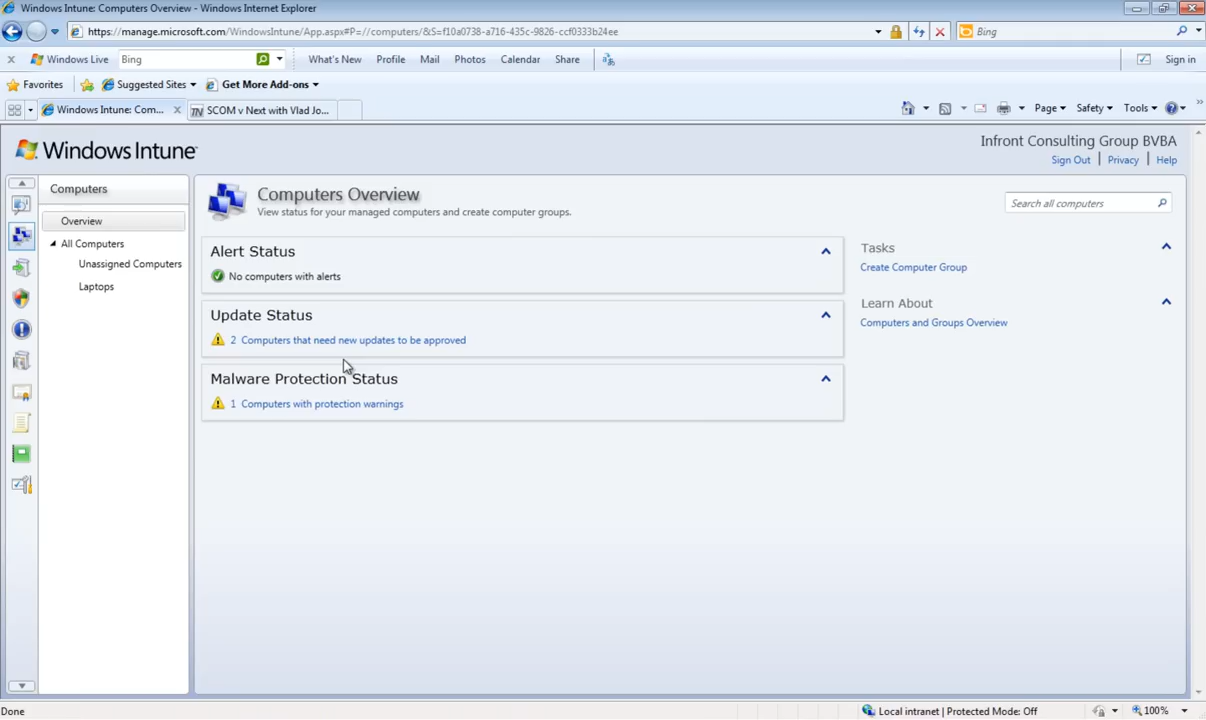 Windows Intune: Computers Overview - Windows Internet Explorer
https://manage.microsoft.com/WindowsIntune/App.aspx#P=//computers/&S=f10a0738-a716-435c-9826-ccf0333b24ee
Bing
Windows Live
Bing
What's New
Profile
Mail
Photos
Calendar
Share
Sign in
Favorites
Suggested Sites
Get More Add-ons
Windows Intune: Com...
SCOM v Next with Vlad Jo...
Page
Safety
Tools
Windows Intune
Infront Consulting Group BVBA
Sign Out | Privacy | Help
Computers
Overview
All Computers
Unassigned Computers
Laptops
Computers Overview
View status for your managed computers and create computer groups.
Search all computers
Alert Status
No computers with alerts
Update Status
2 Computers that need new updates to be approved
Malware Protection Status
1 Computers with protection warnings
Tasks
Create Computer Group
Learn About
Computers and Groups Overview
Done
Local intranet | Protected Mode: Off
100%